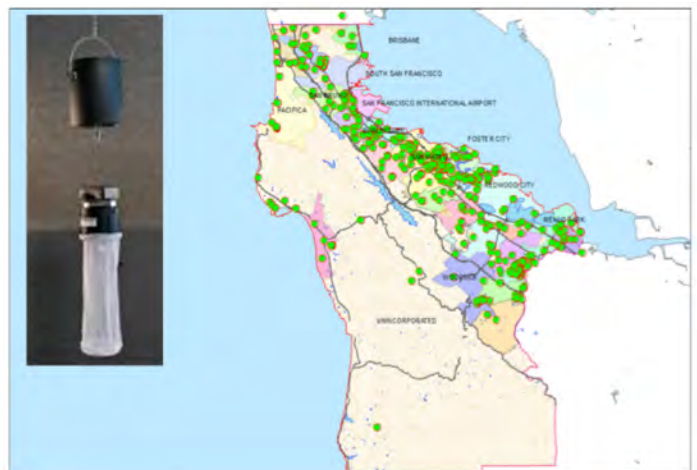 BRISBANE
SOUTH SAN FRANCISCO
SAN FRANCISCO INTERNATIONAL AIRPORT
PACIFICA
FOSTER CITY
REDWOOD CITY
MENLO PARK
UNINCORPORATED